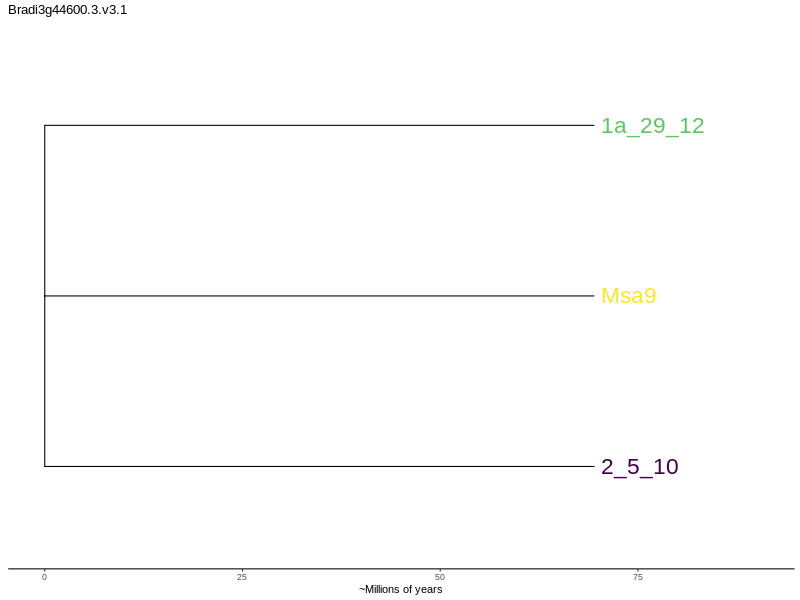 Bradi3g44600.3.v3.1
1a_29_12
Msa9
2_5_10
0 25 50 75
~Millions of years